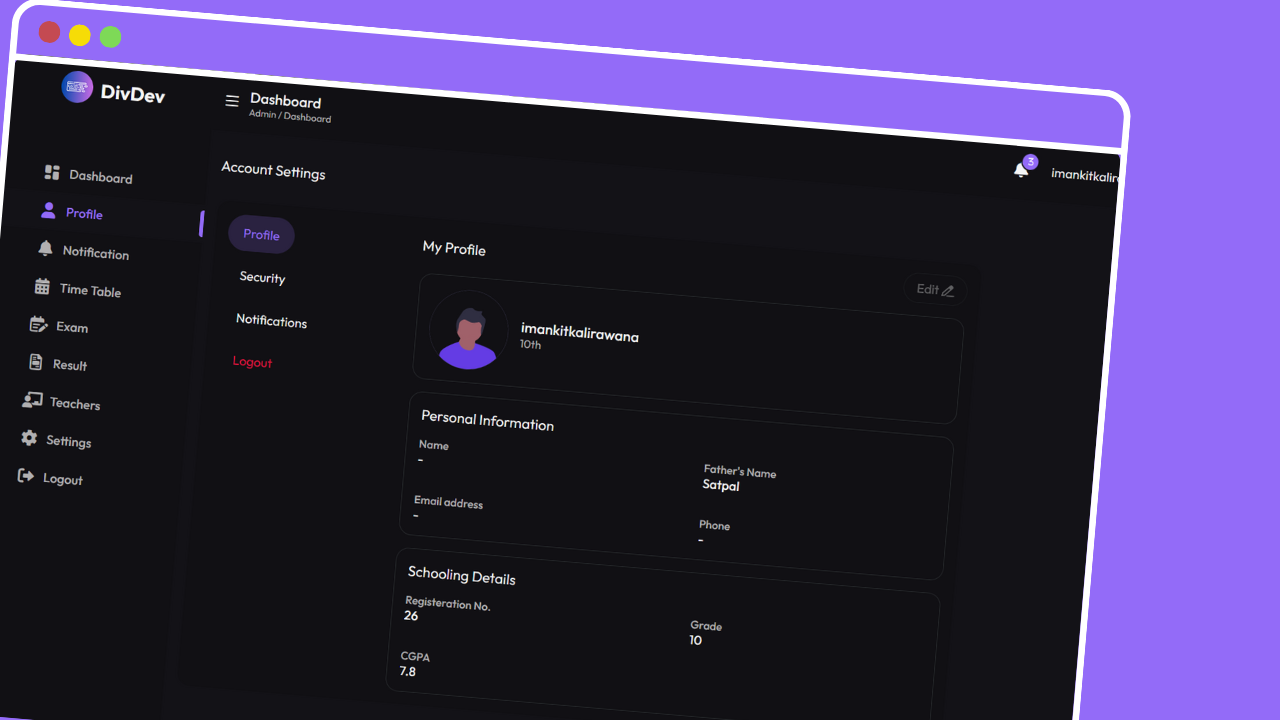 DivDev
Dashboard
Admin / Dashboard
3
imankitkalir
Dashboard
Profile
Notification
Time Table
Exam
Result
Teachers
Settings
Logout
Account Settings
Profile
Security
Notifications
Logout
My Profile
Edit
imankitkalirawana
10th
Personal Information
Name
-
Father's Name
Satpal
Email address
-
Phone
-
Schooling Details
Registeration No.
26
Grade
10
CGPA
7.8